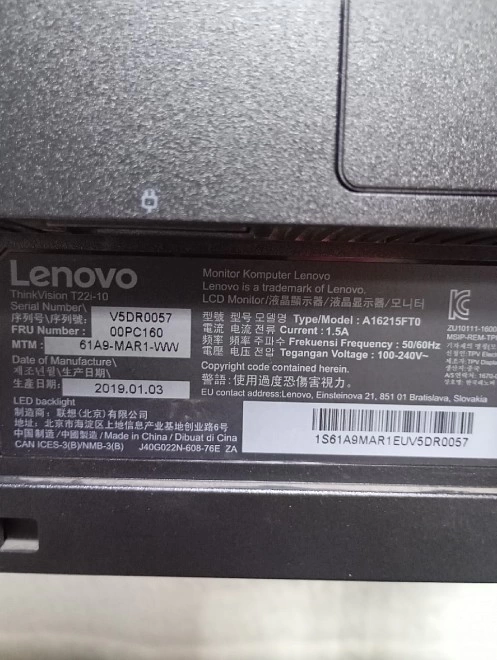 Lenovo
ThinkVision T22i-10
Serial Number\
序列号\序列號: V5DR0057
FRU Number : 00PC160
MTM : 61A9-MAR1-WW
Date of Manufacture\
제조년월\生產日期\
生产日期: 2019.01.03
LED backlight
制造商: 联想(北京)有限公司
地址: 北京市海淀区上地信息产业基地创业路6号
中国制造/中國製造/Made in China/Dibuat di Cina
CAN ICES-3(B)/NMB-3(B) J40G022N-608-76E ZA
Monitor Komputer Lenovo
Lenovo is a trademark of Lenovo.
LCD Monitor/液晶顯示器/液晶显示器/모니터
型號 型号 모델명 Type/Model : A16215FT0
電流 电流 전류 Current : 1.5A
頻率 频率 주파수 Frekuensi Frequency : 50/60Hz
電壓 电压 전압 Tegangan Voltage : 100-240V~
Copyright code contained herein.
警語: 使用過度恐傷害視力。
EU contact address:Lenovo, Einsteinova 21, 851 01 Bratislava, Slovakia
1S61A9MAR1EUV5DR0057
ZU10111-1600
MSIP-REM-TP